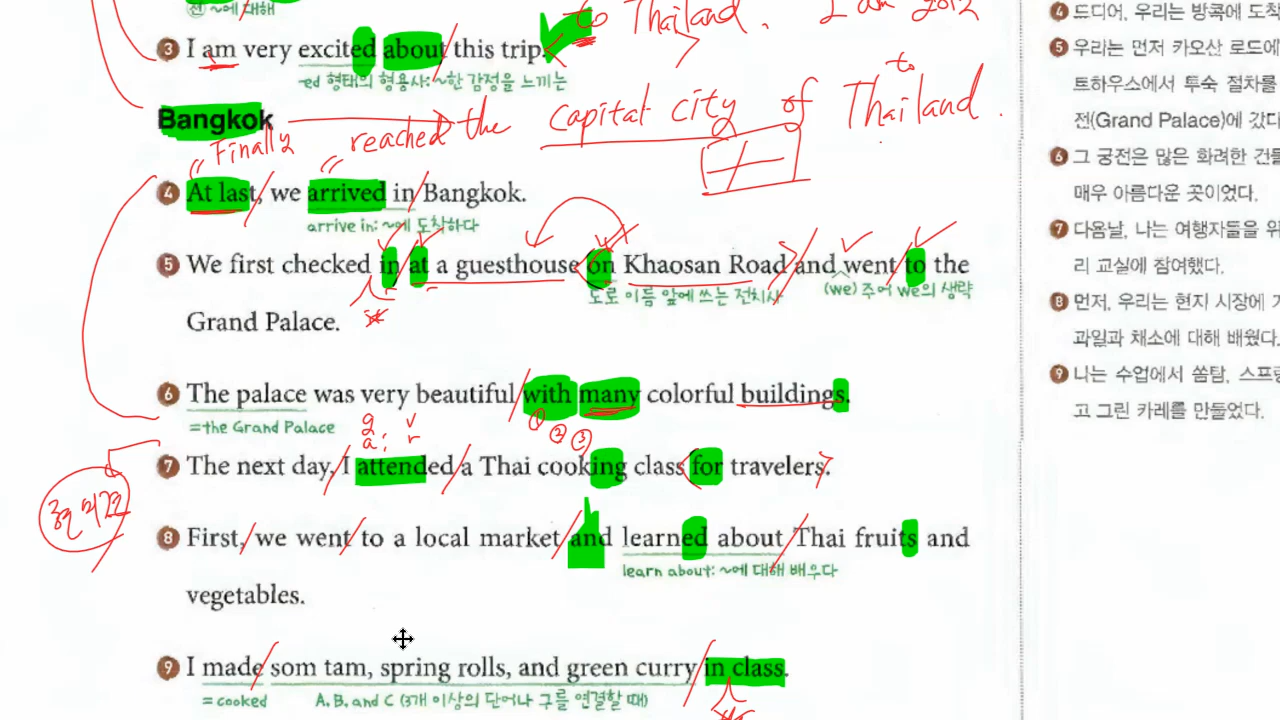 전 ~에 대해
to Thailand. I am
③ I am very excited about this trip.
-ed 형태의 형용사: ~한 감정을 느끼는
to
Bangkok
the capital city of Thailand.
Finally
reached
④ At last, we arrived in Bangkok.
arrive in: ~에 도착하다
⑤ We first checked in at a guesthouse on Khaosan Road and went to the
도로 이름 앞에 쓰는 전치사
(we) 주어 we의 생략
Grand Palace.
⑥ The palace was very beautiful with many colorful buildings.
=the Grand Palace
① ② ③
⑦ The next day, I attended a Thai cooking class for travelers.
⑧ First, we went to a local market and learned about Thai fruits and
learn about: ~에 대해 배우다
vegetables.
⑨ I made som tam, spring rolls, and green curry in class.
= cooked
A, B, and C (3개 이상의 단어나 구를 연결할 때)
④ 드디어, 우리는 방콕에 도착
⑤ 우리는 먼저 카오산 로드에
트하우스에서 투숙 절차를
전(Grand Palace)에 갔다
⑥ 그 궁전은 많은 화려한 건물
매우 아름다운 곳이었다.
⑦ 다음날, 나는 여행자들을 위
리 교실에 참여했다.
⑧ 먼저, 우리는 현지 시장에 가
과일과 채소에 대해 배웠다.
⑨ 나는 수업에서 쏨탐, 스프링
고 그린 카레를 만들었다.